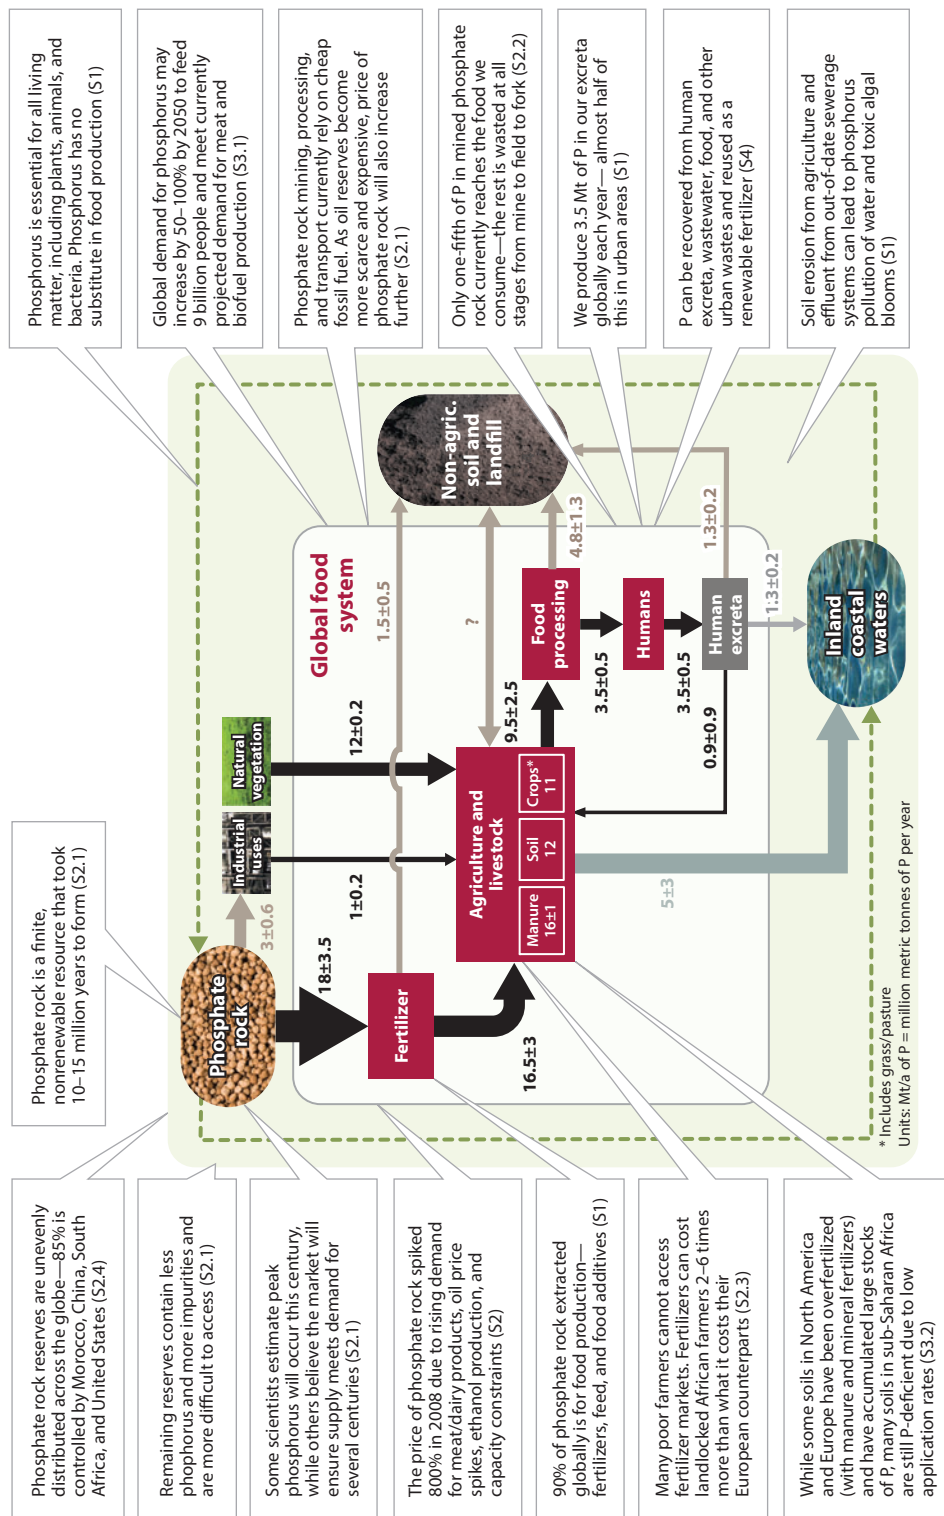 Phosphate rock is a finite,
nonrenewable resource that took
10–15 million years to form (S2.1)
Phosphate rock reserves are unevenly
distributed across the globe—85% is
controlled by Morocco, China, South
Africa, and United States (S2.4)
Remaining reserves contain less
phophorus and more impurities and
are more difficult to access (S2.1)
Some scientists estimate peak
phosphorus will occur this century,
while others believe the market will
ensure supply meets demand for
several centuries (S2.1)
The price of phosphate rock spiked
800% in 2008 due to rising demand
for meat/dairy products, oil price
spikes, ethanol production, and
capacity constraints (S2)
90% of phosphate rock extracted
globally is for food production—
fertilizers, feed, and food additives (S1)
Many poor farmers cannot access
fertilizer markets. Fertilizers can cost
landlocked African farmers 2–6 times
more than what it costs their
European counterparts (S2.3)
While some soils in North America
and Europe have been overfertilized
(with manure and mineral fertilizers)
and have accumulated large stocks
of P, many soils in sub-Saharan Africa
are still P-deficient due to low
application rates (S3.2)
Phosphate
rock
3±0.6
Industrial
uses
Natural
vegetation
Global food
system
18±3.5
1±0.2
12±0.2
1.5±0.5
Fertilizer
16.5±3
Agriculture and
livestock
Manure
16±1
Soil
12
Crops*
11
?
Non-agric.
soil and
landfill
9.5±2.5
Food
processing
4.8±1.3
3.5±0.5
Humans
3.5±0.5
Human
excreta
1.3±0.2
0.9±0.9
1.3±0.2
5±3
Inland
coastal
waters
* Includes grass/pasture
Units: Mt/a of P = million metric tonnes of P per year
Phosphorus is essential for all living
matter, including plants, animals, and
bacteria. Phosphorus has no
substitute in food production (S1)
Global demand for phosphorus may
increase by 50–100% by 2050 to feed
9 brillion people and meet currently
projected demand for meat and
biofuel production (S3.1)
Phosphate rock mining, processing,
and transport currently rely on cheap
fossil fuel. As oil reserves become
more scarce and expensive, price of
phosphate rock will also increase
further (S2.1)
Only one-fifth of P in mined phosphate
rock currently reaches the food we
consume—the rest is wasted at all
stages from mine to field to fork (S2.2)
We produce 3.5 Mt of P in our excreta
globally each year— almost half of
this in urban areas (S1)
P can be recovered from human
excreta, wastewater, food, and other
urban wastes and reused as a
renewable fertilizer (S4)
Soil erosion from agriculture and
effluent from out-of-date sewerage
systems can lead to phosphorus
pollution of water and toxic algal
blooms (S1)